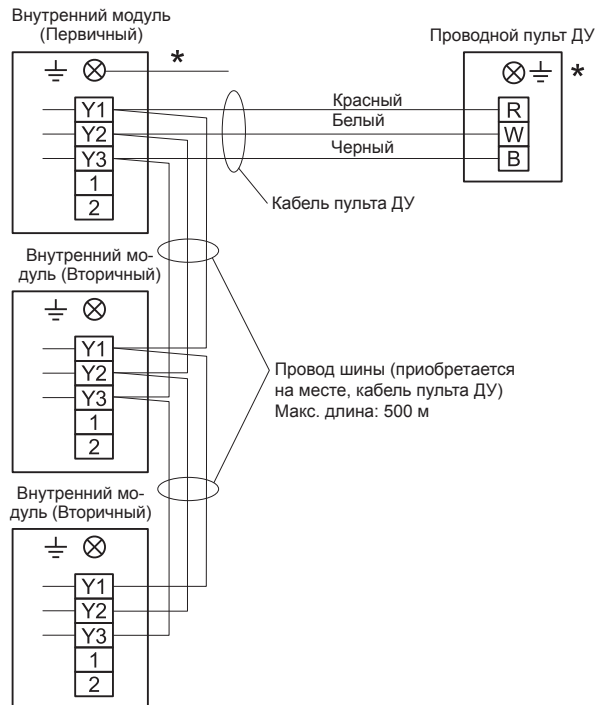 Внутренний модуль
(Первичный)
*
Y1
Y2
Y3
1
2
Проводной пульт ДУ
*
R
W
B
Красный
Белый
Черный
Кабель пульта ДУ
Внутренний мо-
дуль (Вторичный)
Y1
Y2
Y3
1
2
Провод шины (приобретается
на месте, кабель пульта ДУ)
Макс. длина: 500 м
Внутренний мо-
дуль (Вторичный)
Y1
Y2
Y3
1
2